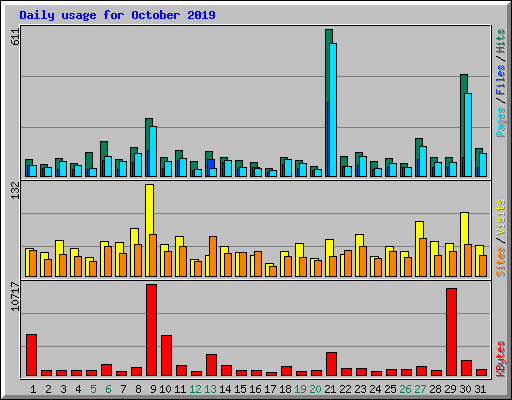 Daily usage for October 2019
611
Pages / Files / Hits
132
Sites / Visits
10717
KBytes
1 2 3 4 5 6 7 8 9 10 11 12 13 14 15 16 17 18 19 20 21 22 23 24 25 26 27 28 29 30 31